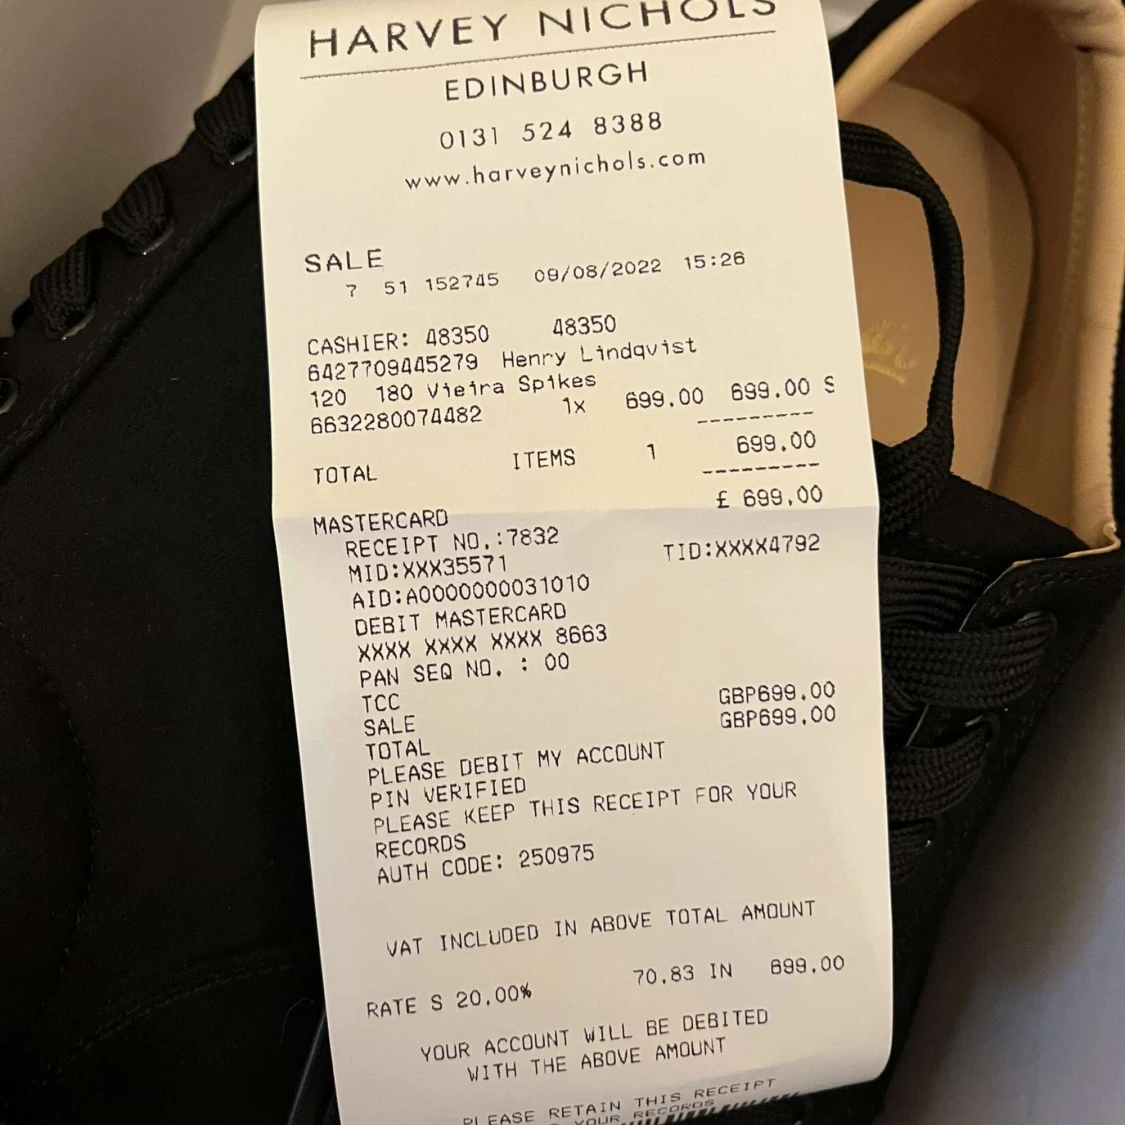 HARVEY NICHOLS
EDINBURGH
0131 524 8388
www.harveynichols.com
SALE
7 51 152745 09/08/2022 15:26
CASHIER: 48350 48350
6427709445279 Henry Lindqvist
120 180 Vieira Spikes
6632280074482 1x 699.00 699.00 S
---------
TOTAL ITEMS 1 699.00
---------
MASTERCARD £ 699.00
RECEIPT NO.:7832
MID:XXX35571 TID:XXXX4792
AID:A0000000031010
DEBIT MASTERCARD
XXXX XXXX XXXX 8663
PAN SEQ NO. : 00
TCC
SALE GBP699.00
TOTAL GBP699.00
PLEASE DEBIT MY ACCOUNT
PIN VERIFIED
PLEASE KEEP THIS RECEIPT FOR YOUR
RECORDS
AUTH CODE: 250975
VAT INCLUDED IN ABOVE TOTAL AMOUNT
RATE S 20.00% 70.83 IN 699.00
YOUR ACCOUNT WILL BE DEBITED
WITH THE ABOVE AMOUNT
PLEASE RETAIN THIS RECEIPT
YOUR RECORDS